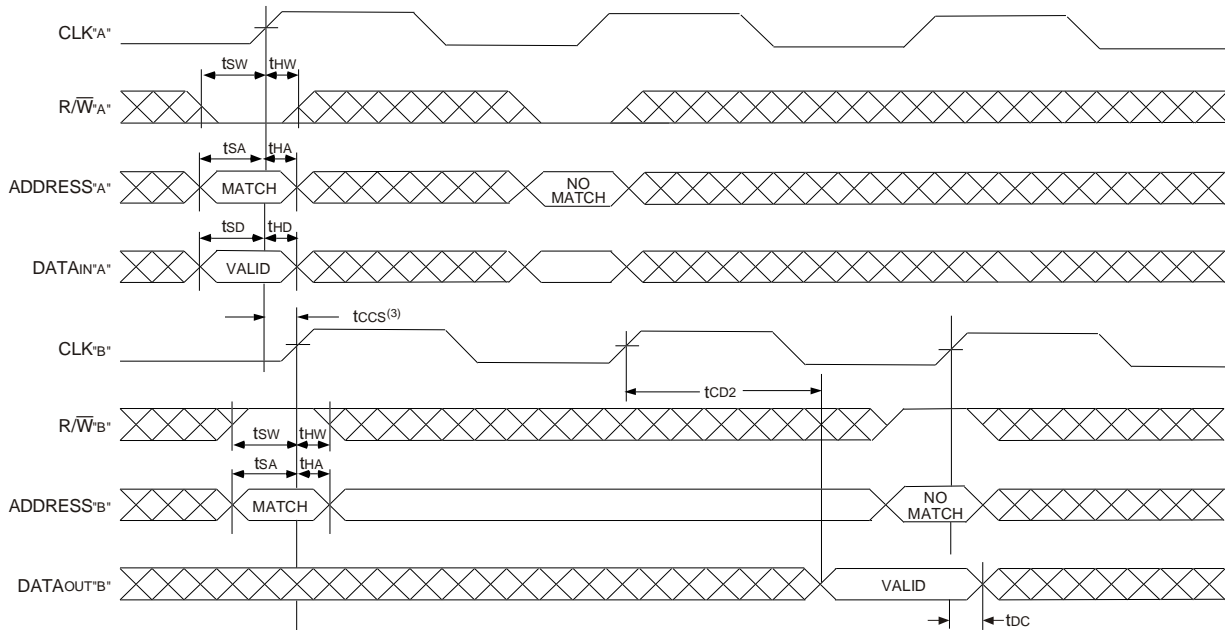 CLK"A"
tSW tHW
R/W̅"A"
tSA tHA
ADDRESS"A" MATCH NO MATCH
tSD tHD
DATAIN"A" VALID
tCCS(3)
CLK"B"
tCD2
R/W̅"B"
tSW tHW
tSA tHA
ADDRESS"B" MATCH NO MATCH
DATAOUT"B" VALID
tDC